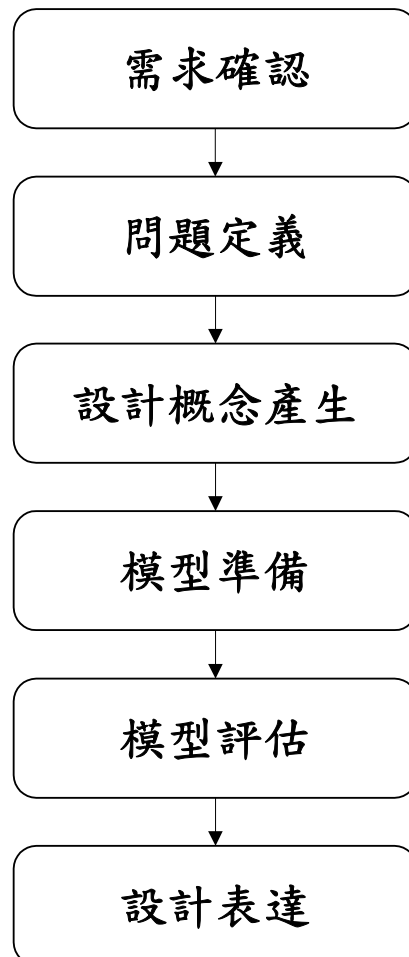 需求確認
問題定義
設計概念產生
模型準備
模型評估
設計表達